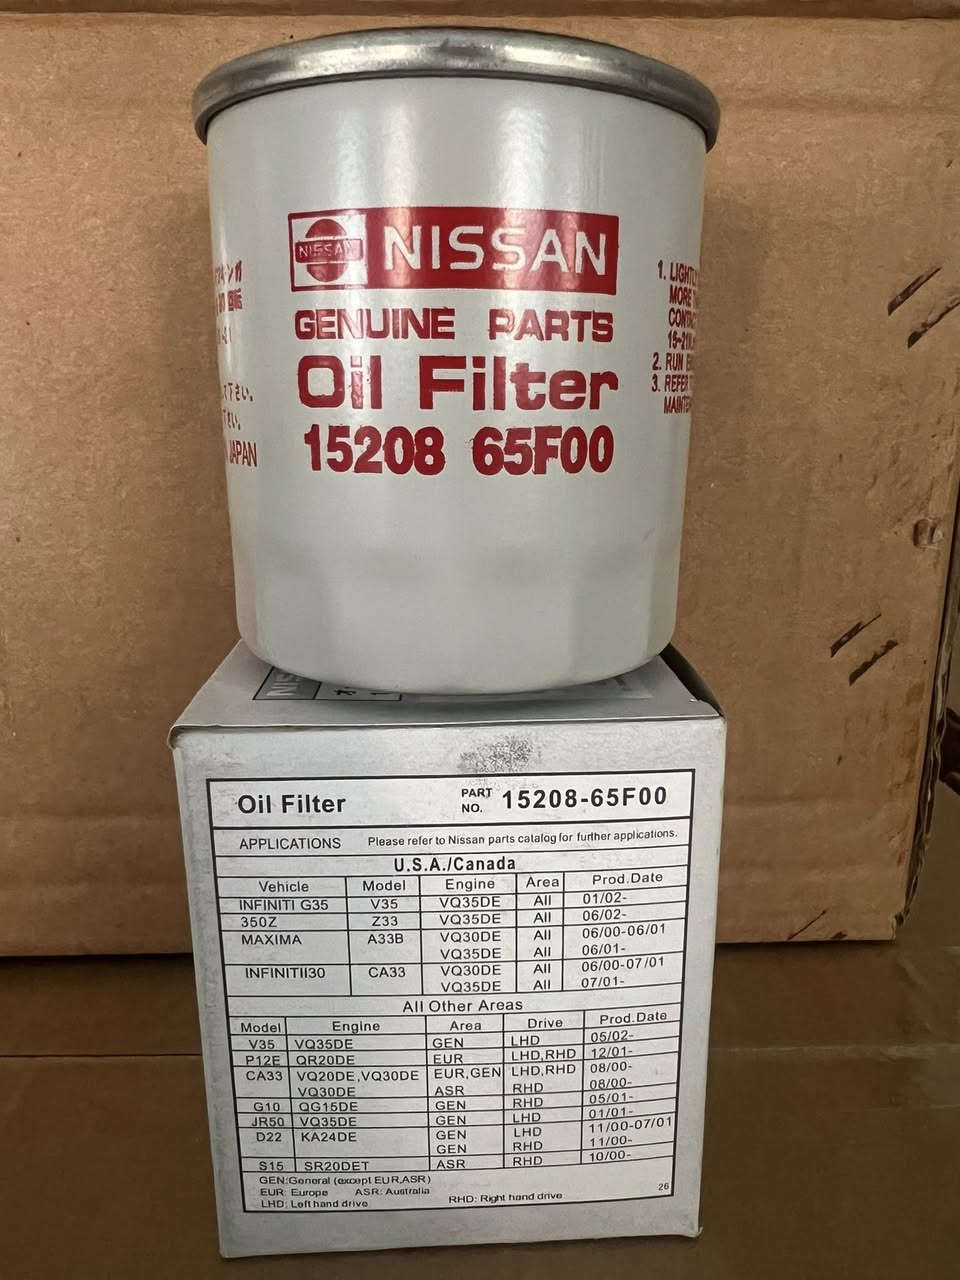 NISSAN NISSAN
GENUINE PARTS
Oil Filter
15208 65F00
て下さい。
JAPAN
1. LIGHTLY
MORE
2. RUN
3. REFER
Oil Filter PART NO. 15208-65F00
APPLICATIONS Please refer to Nissan parts catalog for further applications.
U.S.A./Canada
Vehicle Model Engine Area Prod.Date
INFINITI G35 V35 VQ35DE All 01/02-
350Z Z33 VQ35DE All 06/02-
MAXIMA A33B VQ30DE All 06/00-06/01
VQ35DE All 06/01-
INFINITII30 CA33 VQ30DE All 06/00-07/01
VQ35DE All 07/01-
All Other Areas
Model Engine Area Drive Prod.Date
V35 VQ35DE GEN LHD 05/02-
P12E QR20DE EUR LHD,RHD 12/01-
CA33 VQ20DE,VQ30DE EUR,GEN LHD,RHD 08/00-
VQ30DE ASR RHD 08/00-
G10 QG15DE GEN RHD 05/01-
JR50 VQ35DE GEN LHD 01/01-
D22 KA24DE GEN LHD 11/00-07/01
GEN RHD 11/00-
S15 SR20DET ASR RHD 10/00-
GEN:General (except EUR,ASR)
EUR: Europe ASR: Australia
LHD: Left hand drive RHD: Right hand drive
26